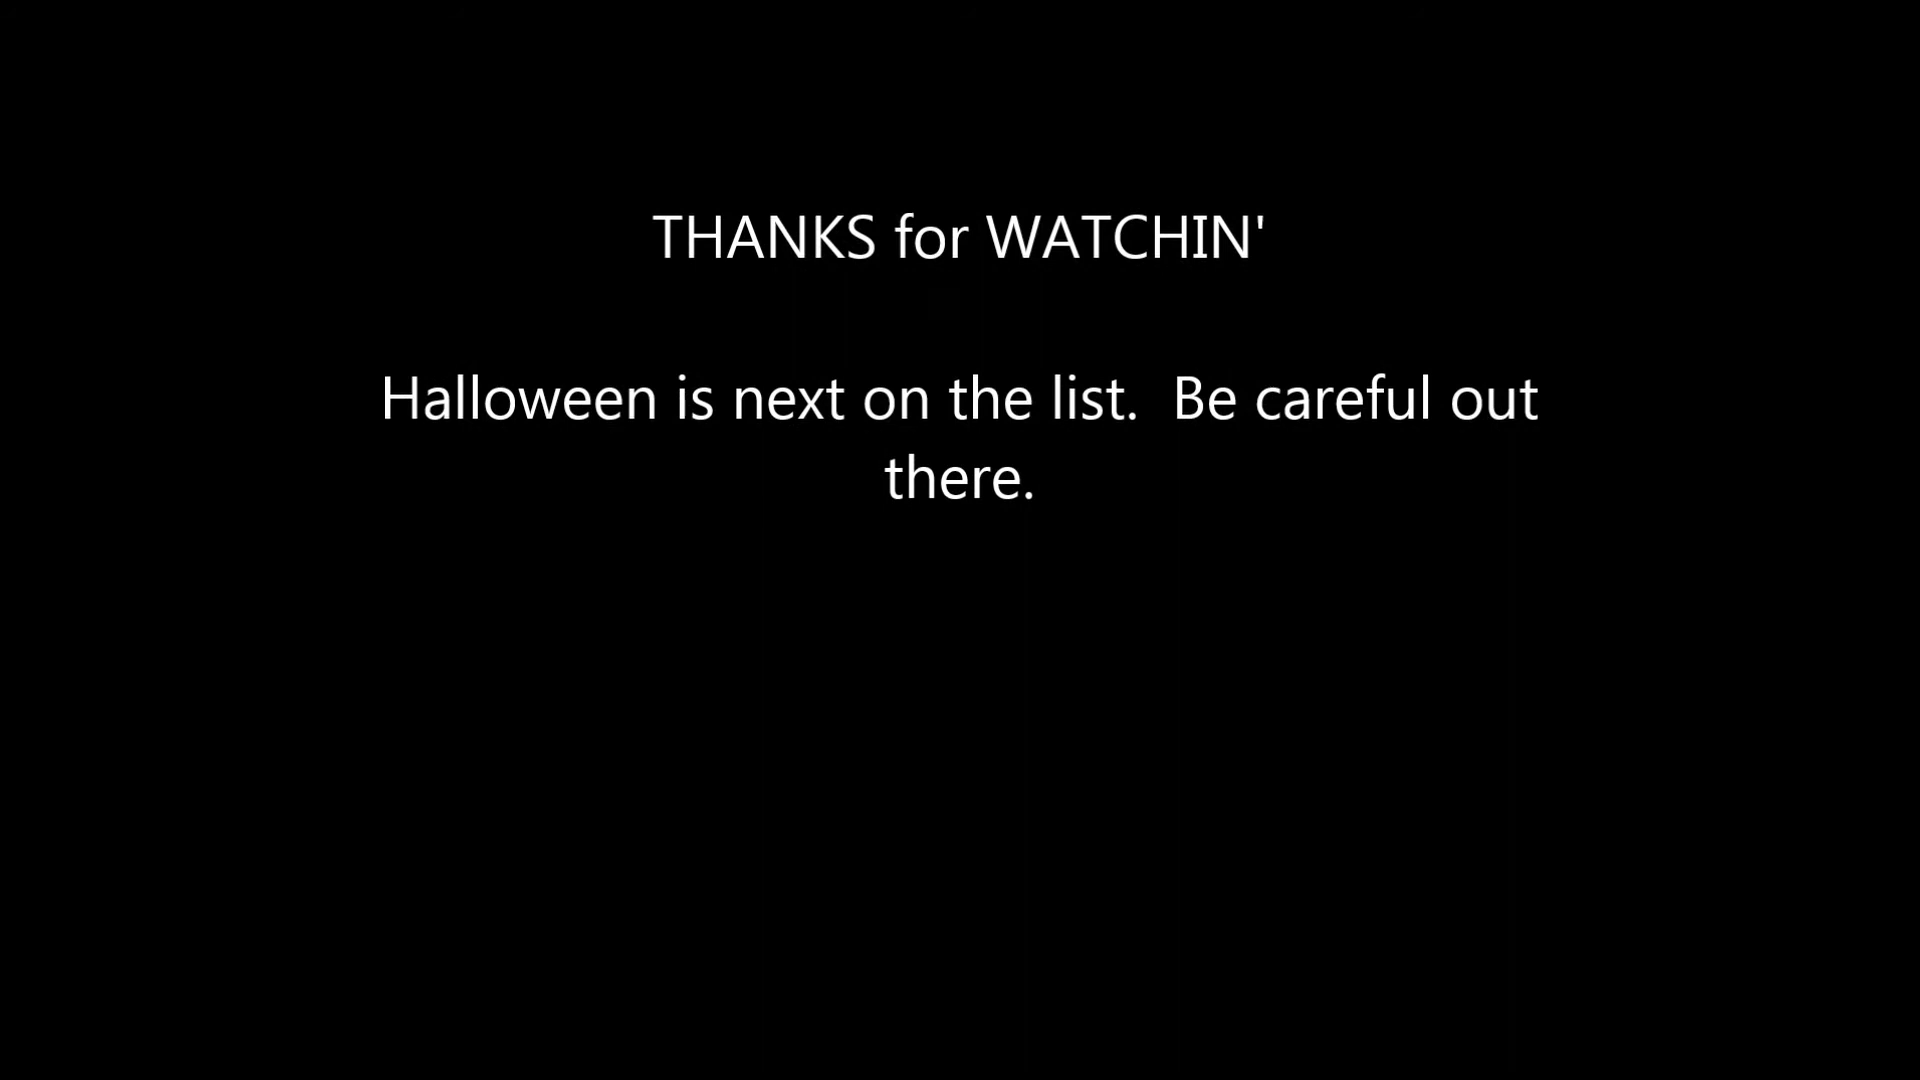 THANKS for WATCHIN'
Halloween is next on the list.  Be careful out
there.